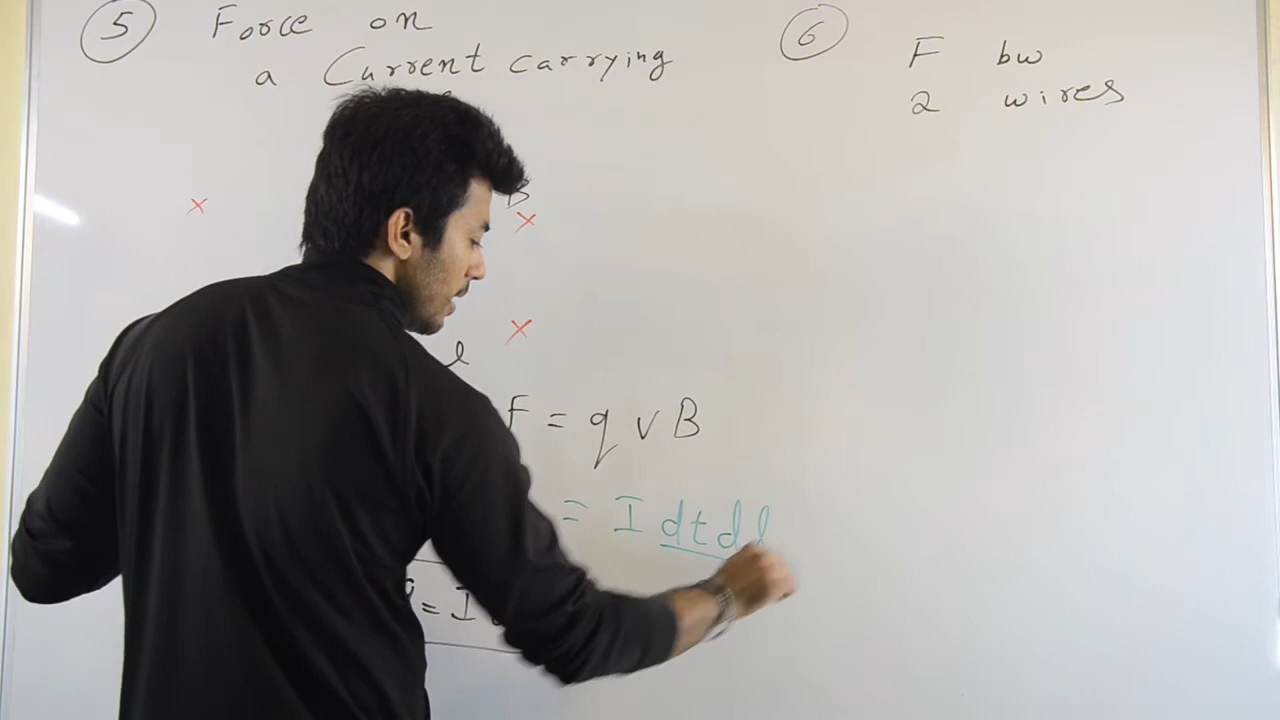 5 Force on
a Current carrying
B
l
F = q v B
= I dt dl
= I
6 F bw
2 wires